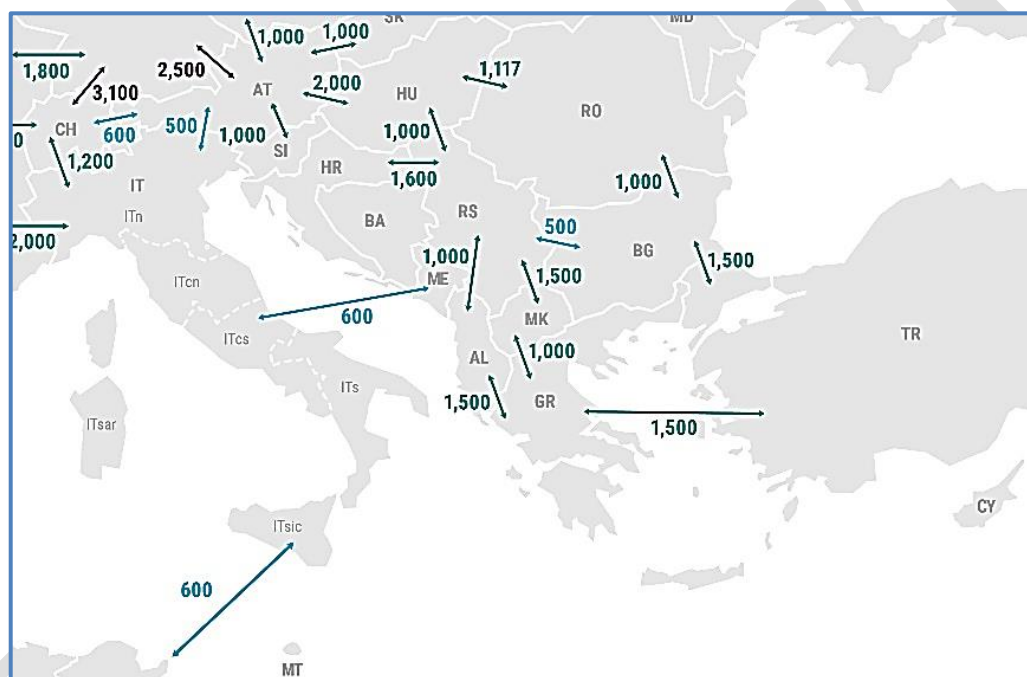 SK
MD
1,000
1,000
1,800
2,500
3,100
AT
2,000
1,117
HU
RO
CH
600
500
1,000
1,000
0
SI
1,200
HR
1,600
1,000
IT
ITn
BA
RS
500
2,000
1,000
BG
1,500
1,500
ME
ITcn
600
MK
TR
ITcs
AL
1,000
ITs
1,500
GR
1,500
ITsar
CY
ITsic
600
MT